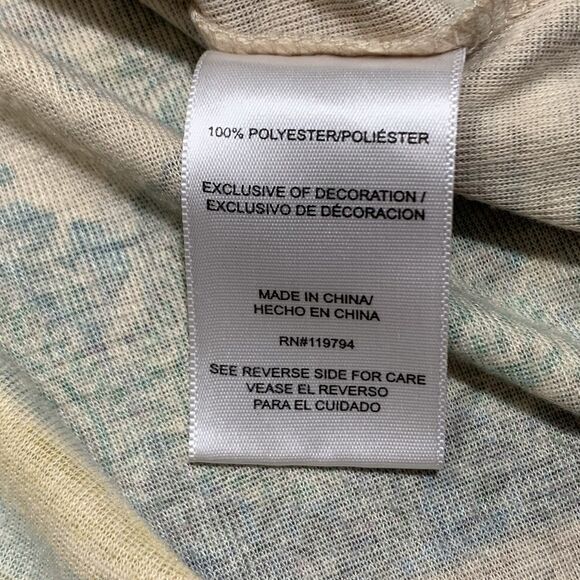 100% POLYESTER/POLIÉSTER
EXCLUSIVE OF DECORATION /
EXCLUSIVO DE DÉCORACION
MADE IN CHINA/
HECHO EN CHINA
RN#119794
SEE REVERSE SIDE FOR CARE
VEASE EL REVERSO
PARA EL CUIDADO